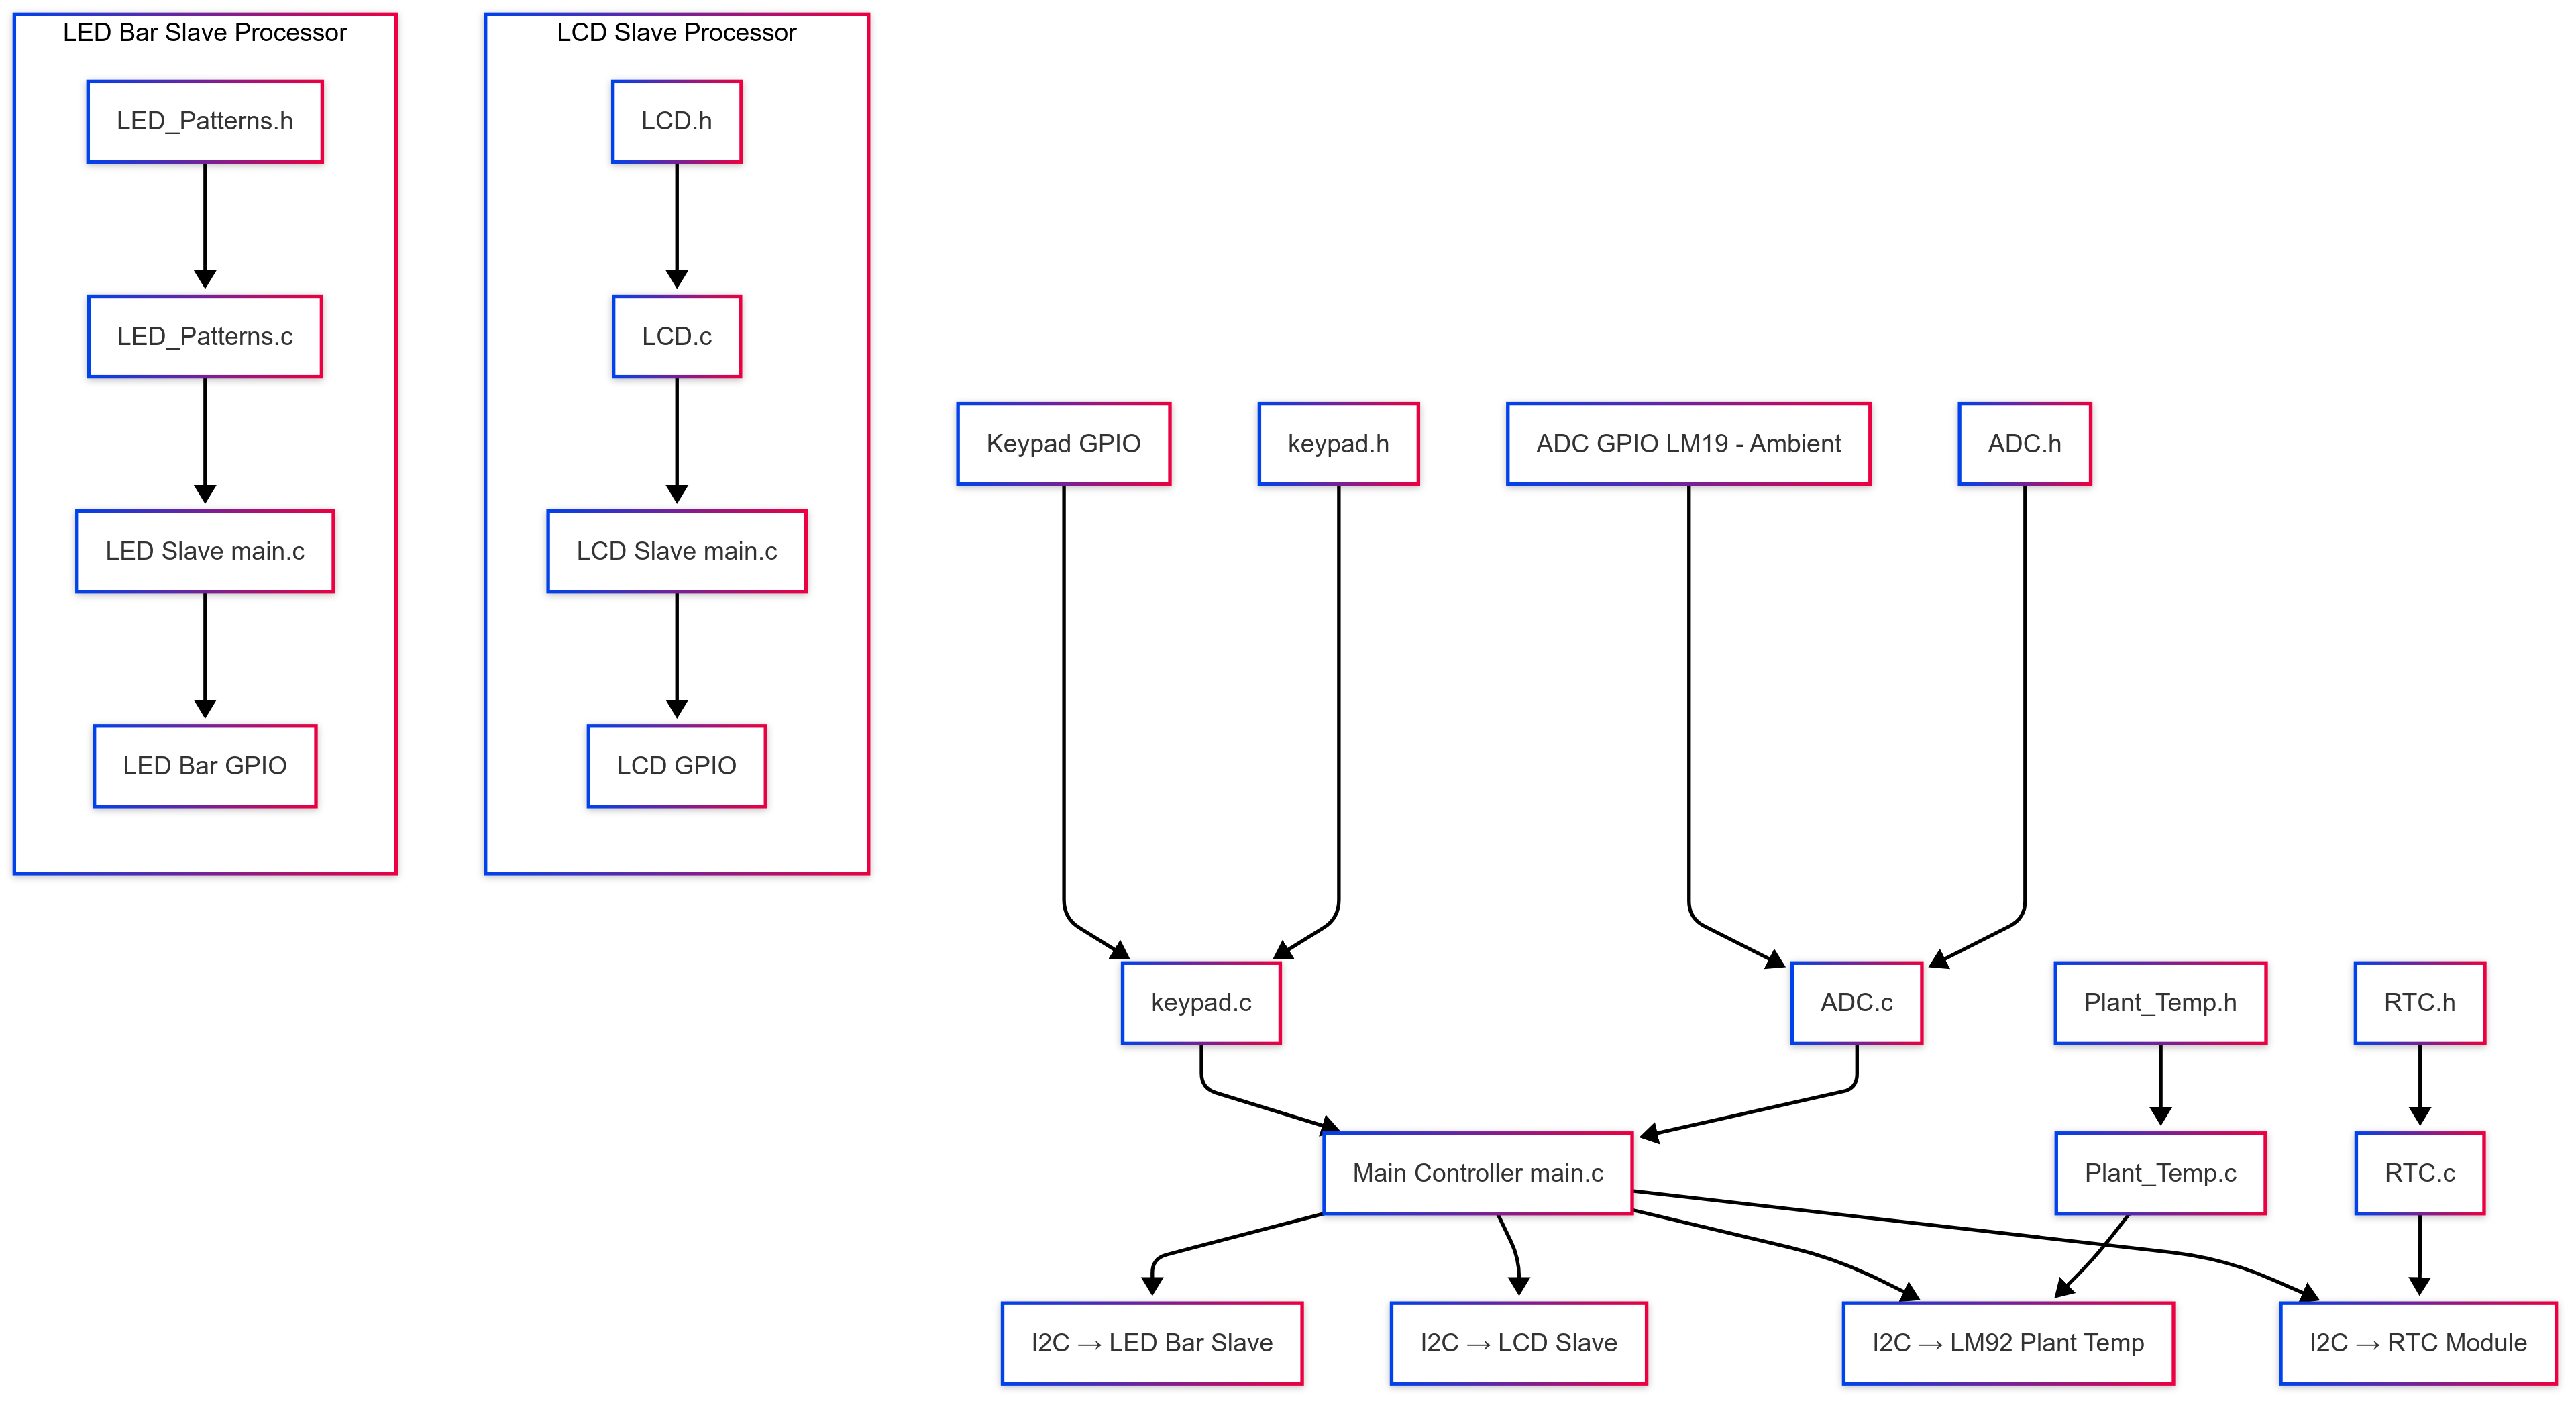 LED Bar Slave Processor
LED_Patterns.h
LED_Patterns.c
LED Slave main.c
LED Bar GPIO
LCD Slave Processor
LCD.h
LCD.c
LCD Slave main.c
LCD GPIO
Keypad GPIO
keypad.h
ADC GPIO LM19 - Ambient
ADC.h
keypad.c
ADC.c
Plant_Temp.h
RTC.h
Main Controller main.c
Plant_Temp.c
RTC.c
I2C → LED Bar Slave
I2C → LCD Slave
I2C → LM92 Plant Temp
I2C → RTC Module